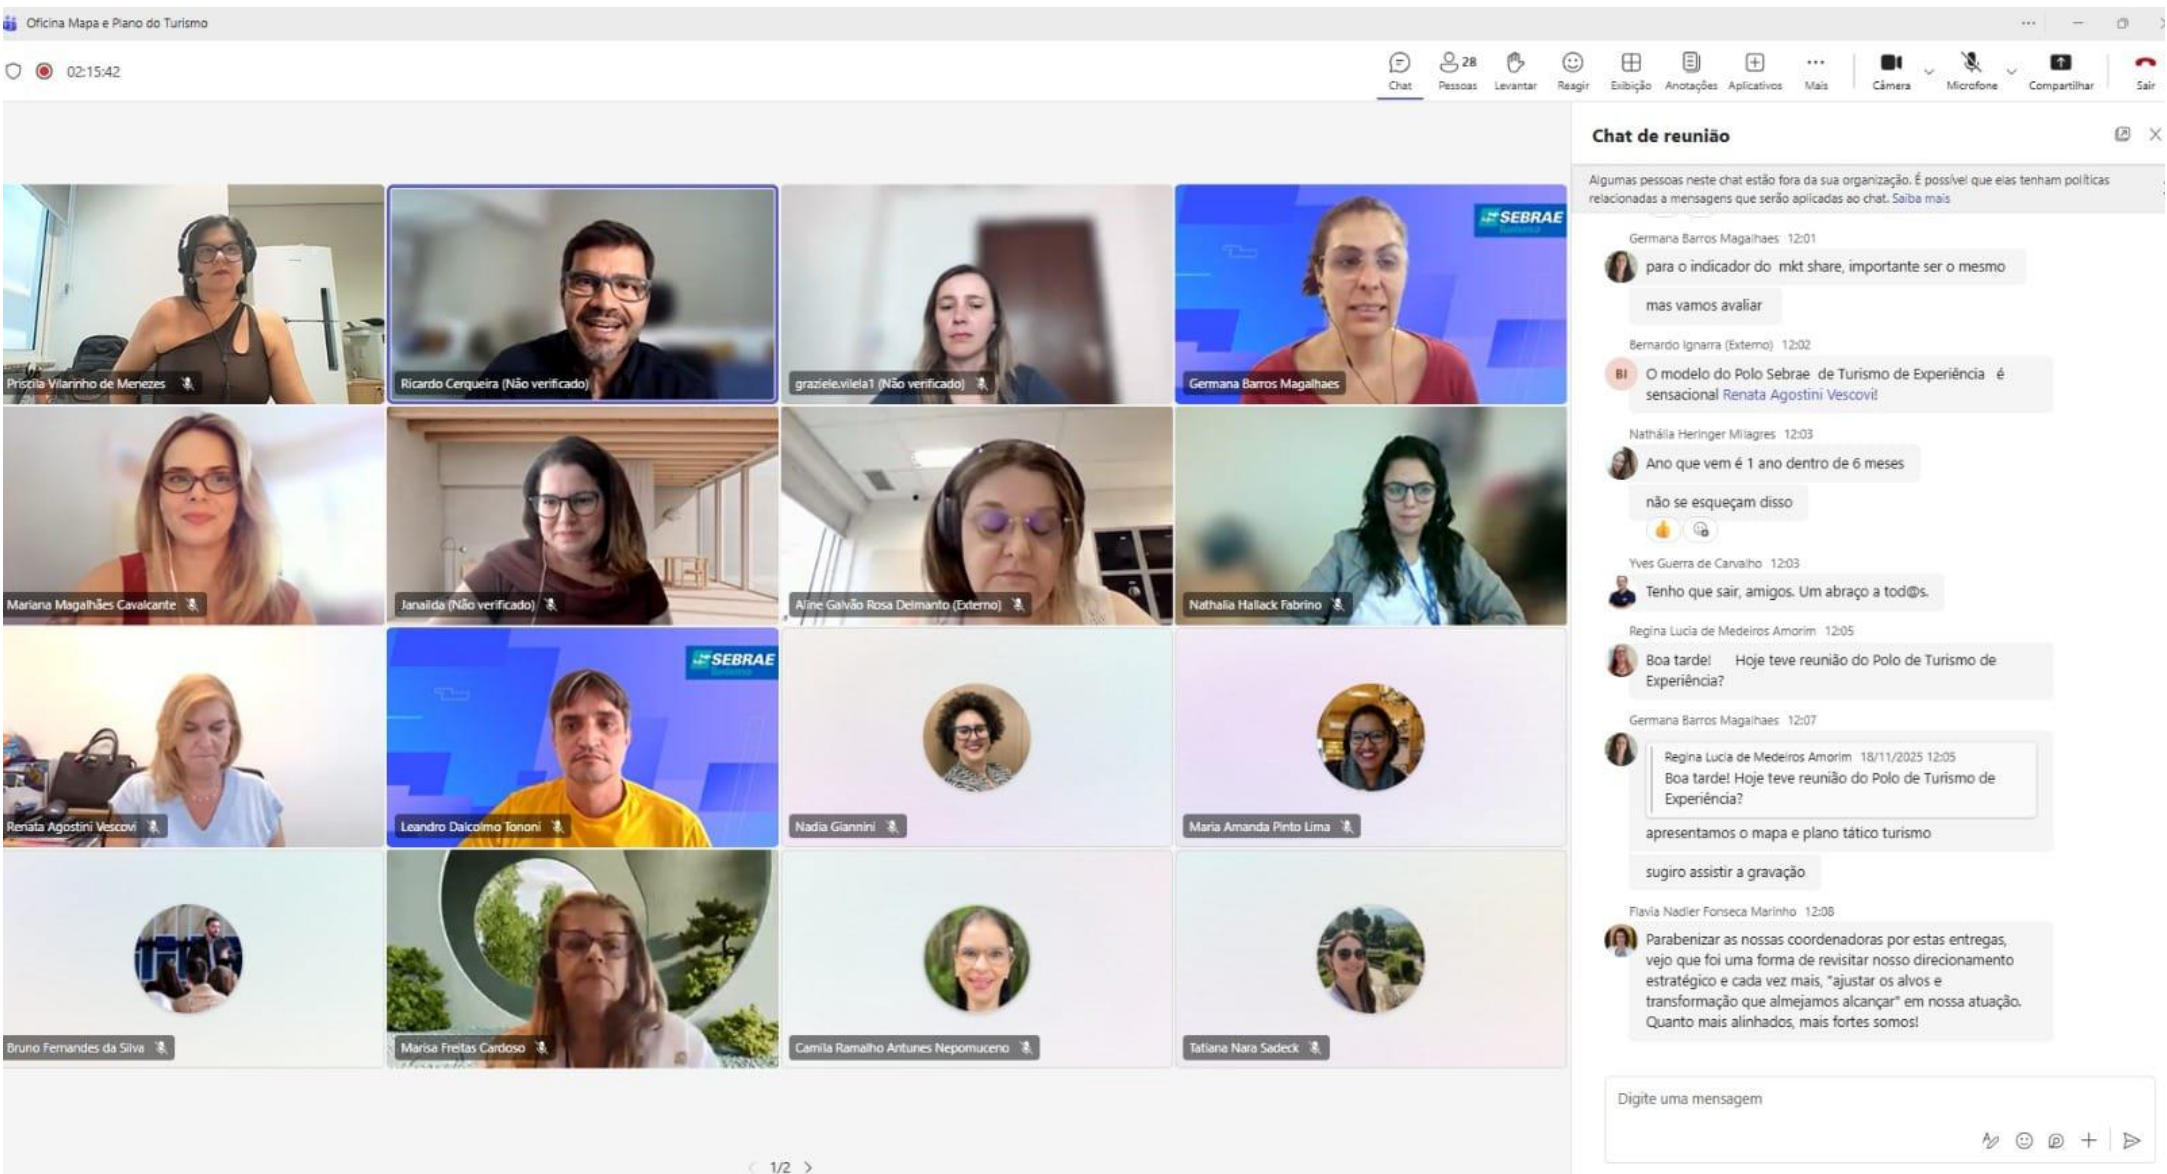 Oficina Mapa e Plano do Turismo
02:15:42
Chat
28
Pessoas
Levantar
Reagir
Exibição
Anotações
Aplicativos
Mais
Câmera
Microfone
Compartilhar
Sair
SEBRAE
Turismo
Priscila Vilarinho de Menezes
Ricardo Cerqueira (Não verificado)
graziele.vilela1 (Não verificado)
Germana Barros Magalhaes
Mariana Magalhães Cavalcante
Janailda (Não verificado)
Aline Galvão Rosa Delmanto (Externo)
Nathalia Hallack Fabrino
SEBRAE
Turismo
Renata Agostini Vescovi
Leandro Dalcolmo Tononi
Nadia Giannini
Maria Amanda Pinto Lima
Bruno Fernandes da Silva
Marisa Freitas Cardoso
Camila Ramalho Antunes Nepomuceno
Tatiana Nara Sadeck
1/2
Chat de reunião
Algumas pessoas neste chat estão fora da sua organização. É possível que elas tenham políticas
relacionadas a mensagens que serão aplicadas ao chat. Saiba mais
Germana Barros Magalhaes 12:01
para o indicador do mkt share, importante ser o mesmo
mas vamos avaliar
Bernardo Ignarra (Externo) 12:02
BI
O modelo do Polo Sebrae de Turismo de Experiência é
sensacional Renata Agostini Vescovi!
Nathália Heringer Milagres 12:03
Ano que vem é 1 ano dentro de 6 meses
não se esqueçam disso
Yves Guerra de Carvalho 12:03
Tenho que sair, amigos. Um abraço a tod@s.
Regina Lucia de Medeiros Amorim 12:05
Boa tarde! Hoje teve reunião do Polo de Turismo de
Experiência?
Germana Barros Magalhaes 12:07
Regina Lucia de Medeiros Amorim 18/11/2025 12:05
Boa tarde! Hoje teve reunião do Polo de Turismo de
Experiência?
apresentamos o mapa e plano tático turismo
sugiro assistir a gravação
Flavia Nadler Fonseca Marinho 12:08
Parabenizar as nossas coordenadoras por estas entregas,
vejo que foi uma forma de revisitar nosso direcionamento
estratégico e cada vez mais, "ajustar os alvos e
transformação que almejamos alcançar" em nossa atuação.
Quanto mais alinhados, mais fortes somos!
Digite uma mensagem